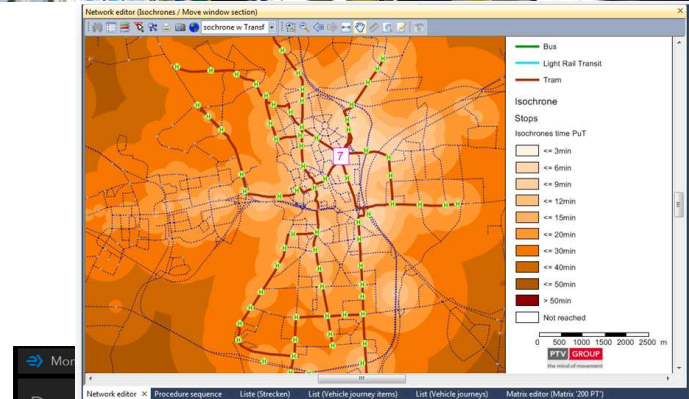 Network editor (Isochrones / Move window section)
sochrone w Transf
Bus
Light Rail Transit
Tram
Isochrone
Stops
Isochrones time PuT
<= 3min
<= 6min
<= 9min
<= 12min
<= 15min
<= 20min
<= 30min
<= 40min
<= 50min
> 50min
Not reached
0 500 1000 1500 2000 2500 m
PTV GROUP
the mind of movement
7
Mor
Network editor Procedure sequence Liste (Strecken) List (Vehicle journey items) List (Vehicle journeys) Matrix editor (Matrix '200 PT')